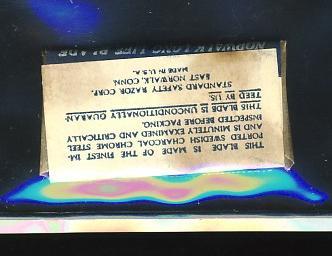 THIS BLADE IS MADE OF THE FINEST IM-
PORTED SWEDISH CHARCOAL CHROME STEEL
AND IS MINUTELY EXAMINED AND CRITICALLY
INSPECTED BEFORE PACKING.
THIS BLADE IS UNCONDITIONALLY GUARAN-
TEED BY US.
STANDARD SAFETY RAZOR CORP.
EAST NORWALK, CONN.
MADE IN U.S.A.
NORWALK LONG LIFE BLADE